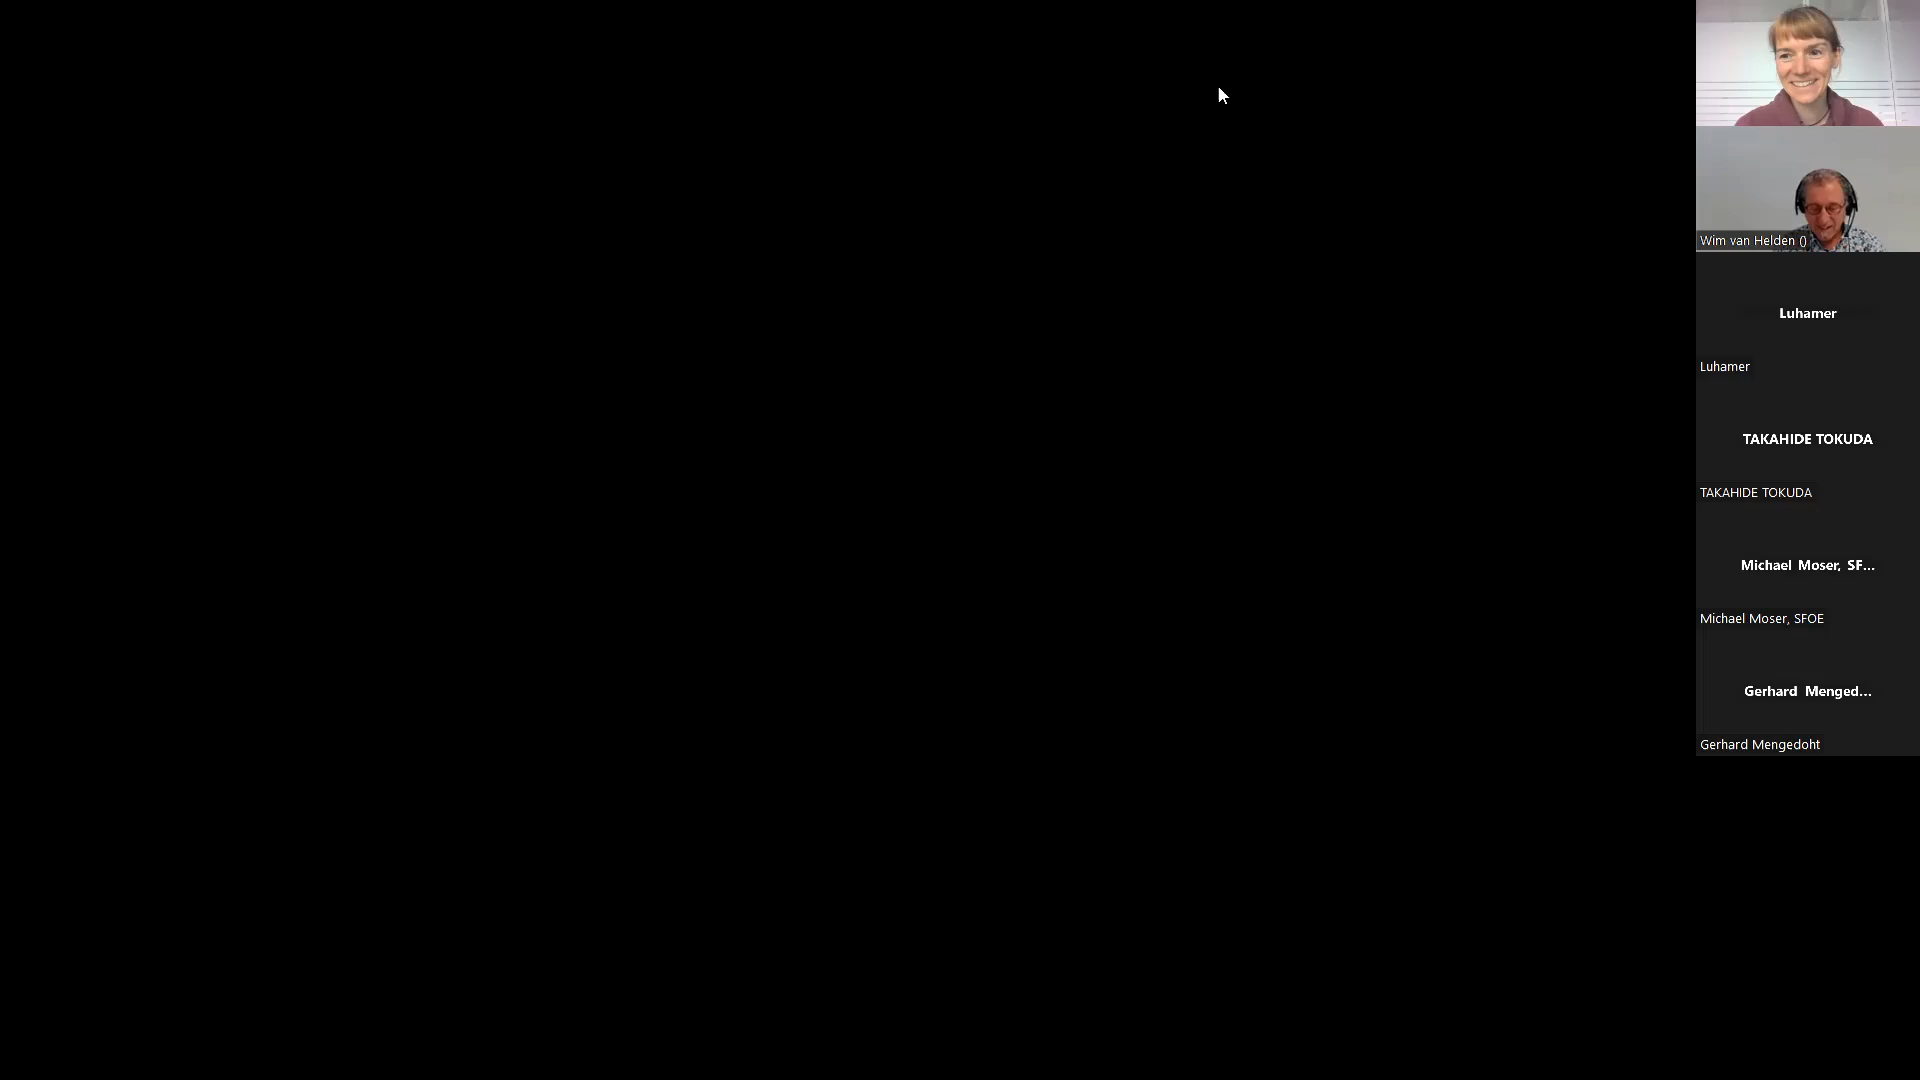 Wim van Helden ()
Luhamer
Luhamer
TAKAHIDE TOKUDA
TAKAHIDE TOKUDA
Michael Moser, SF...
Michael Moser, SFOE
Gerhard Menged...
Gerhard Mengedoht